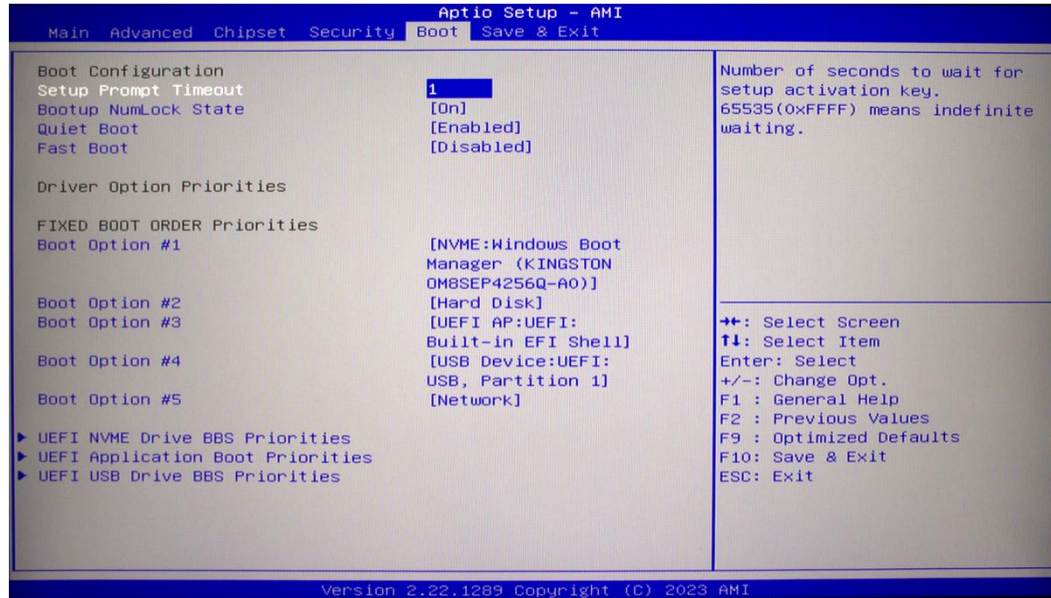 Aptio Setup – AMI
Main Advanced Chipset Security Boot Save & Exit
Boot Configuration
Setup Prompt Timeout 1
Bootup NumLock State [On]
Quiet Boot [Enabled]
Fast Boot [Disabled]
Driver Option Priorities
FIXED BOOT ORDER Priorities
Boot Option #1 [NVME:Windows Boot
Manager (KINGSTON
OM8SEP4256Q-A0)]
Boot Option #2 [Hard Disk]
Boot Option #3 [UEFI AP:UEFI:
Built-in EFI Shell]
Boot Option #4 [USB Device:UEFI:
USB, Partition 1]
Boot Option #5 [Network]
UEFI NVME Drive BBS Priorities
UEFI Application Boot Priorities
UEFI USB Drive BBS Priorities
Number of seconds to wait for
setup activation key.
65535(0xFFFF) means indefinite
waiting.
→←: Select Screen
↑↓: Select Item
Enter: Select
+/-: Change Opt.
F1 : General Help
F2 : Previous Values
F9 : Optimized Defaults
F10: Save & Exit
ESC: Exit
Version 2.22.1289 Copyright (C) 2023 AMI